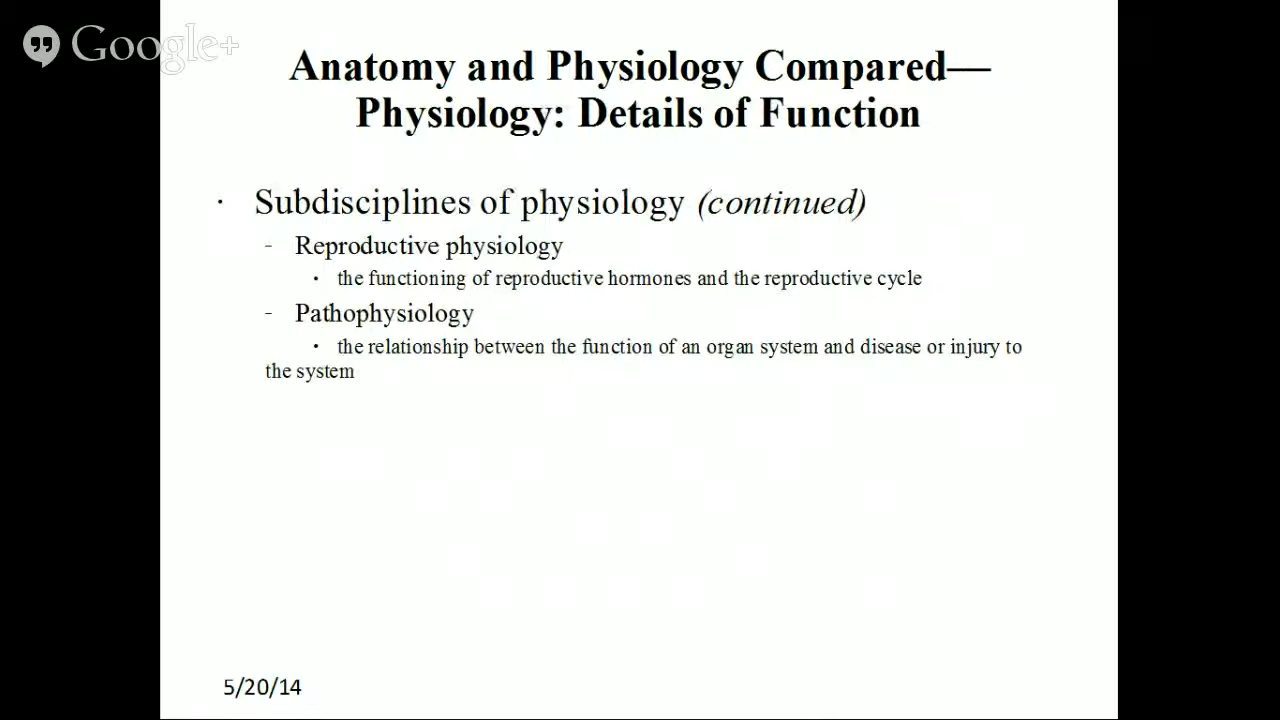 Google+
Anatomy and Physiology Compared—
Physiology: Details of Function
· Subdisciplines of physiology (continued)
- Reproductive physiology
· the functioning of reproductive hormones and the reproductive cycle
- Pathophysiology
· the relationship between the function of an organ system and disease or injury to
the system
5/20/14